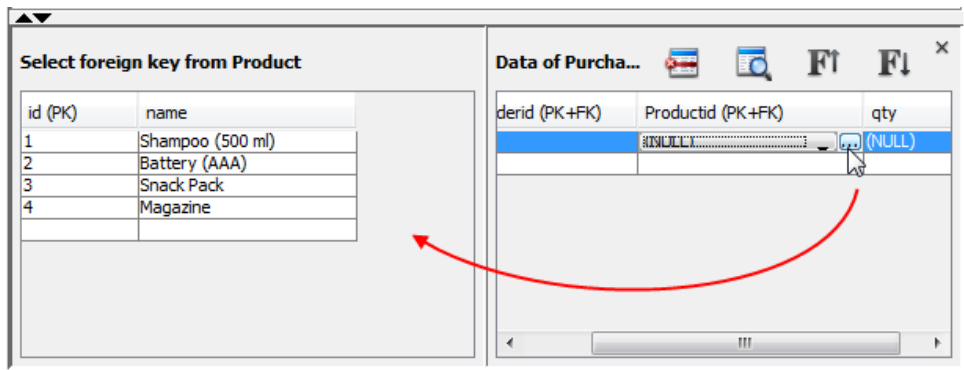 Select foreign key from Product
id (PK) name
1 Shampoo (500 ml)
2 Battery (AAA)
3 Snack Pack
4 Magazine
Data of Purcha... F F
derid (PK+FK) Productid (PK+FK) qty
(NULL) ... (NULL)